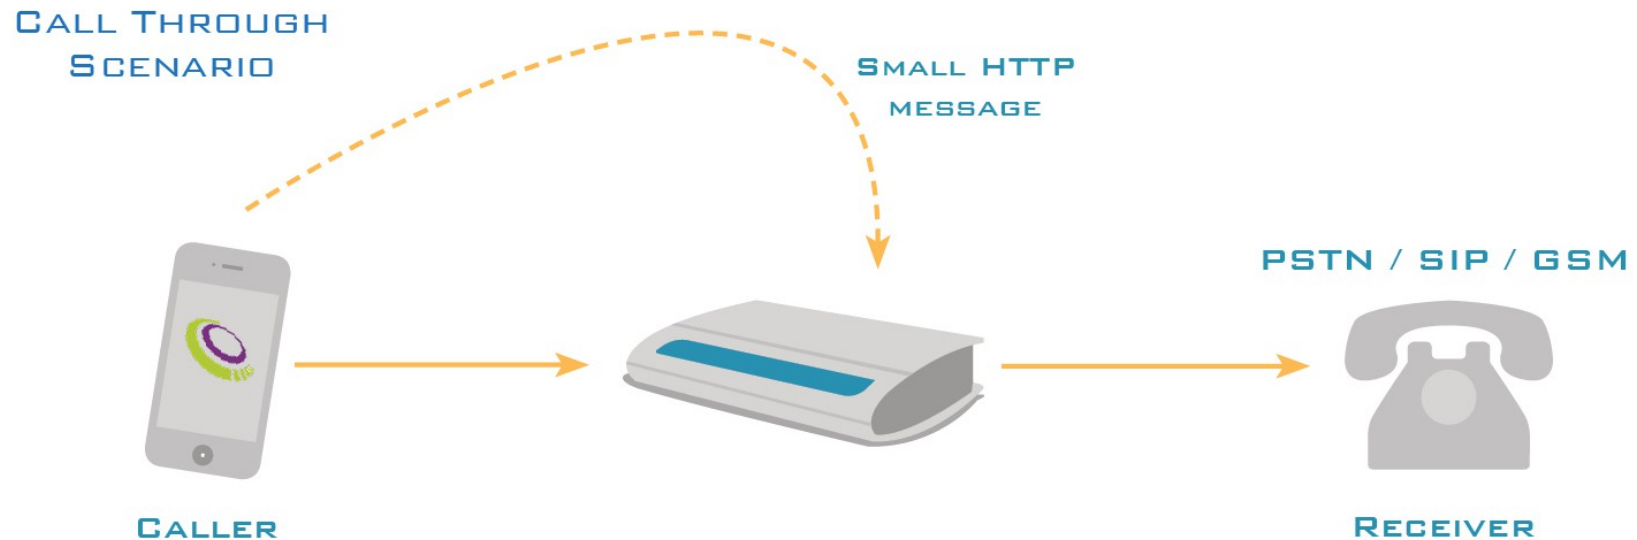 CALL THROUGH
SCENARIO
SMALL HTTP
MESSAGE
PSTN / SIP / GSM
CALLER
RECEIVER